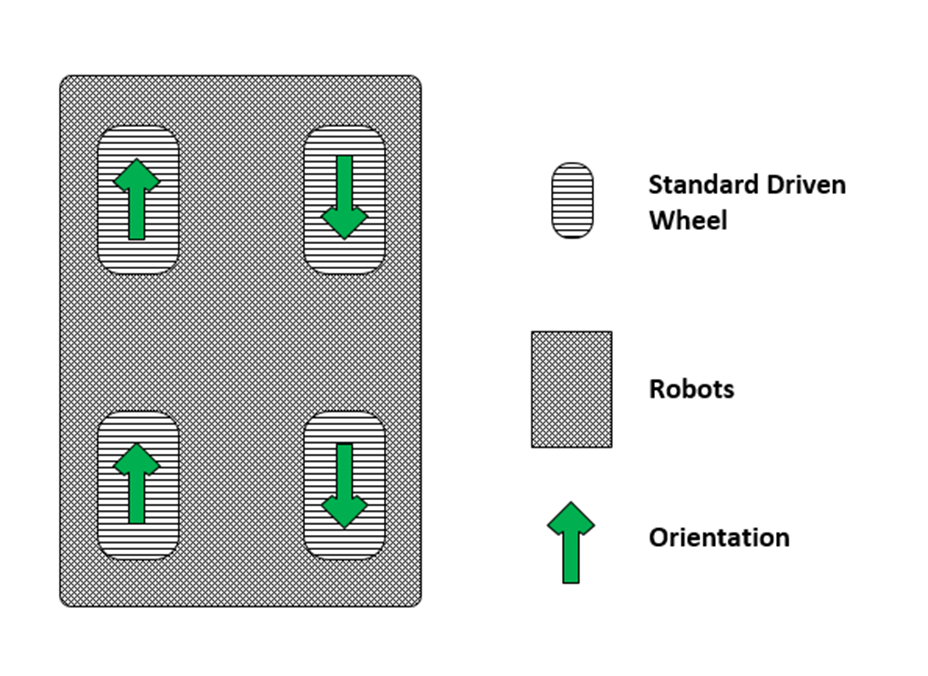 Standard Driven
Wheel
Robots
Orientation